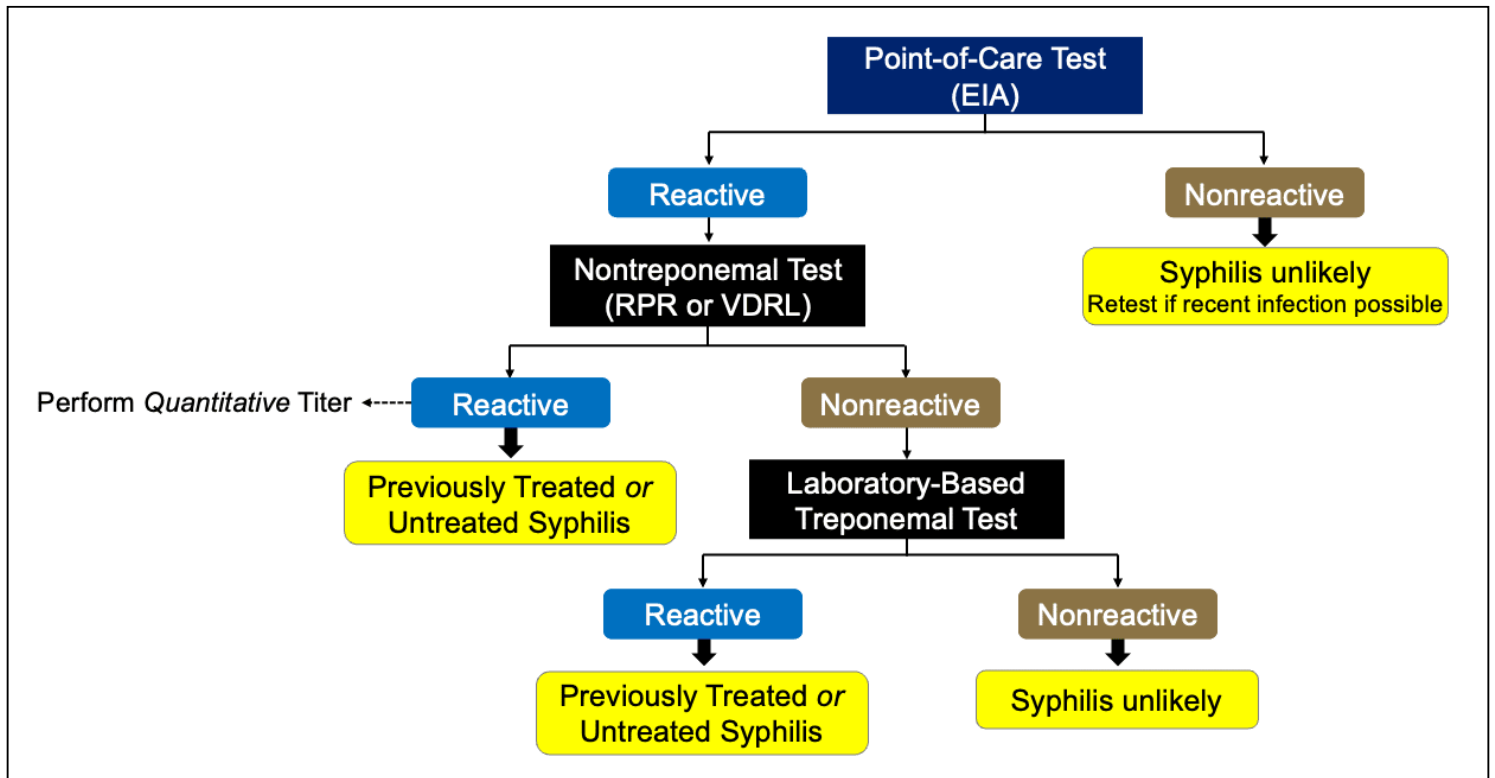 Point-of-Care Test
(EIA)
Reactive
Nonreactive
Nontreponemal Test
(RPR or VDRL)
Syphilis unlikely
Retest if recent infection possible
Perform Quantitative Titer
Reactive
Nonreactive
Previously Treated or
Untreated Syphilis
Laboratory-Based
Treponemal Test
Reactive
Nonreactive
Previously Treated or
Untreated Syphilis
Syphilis unlikely